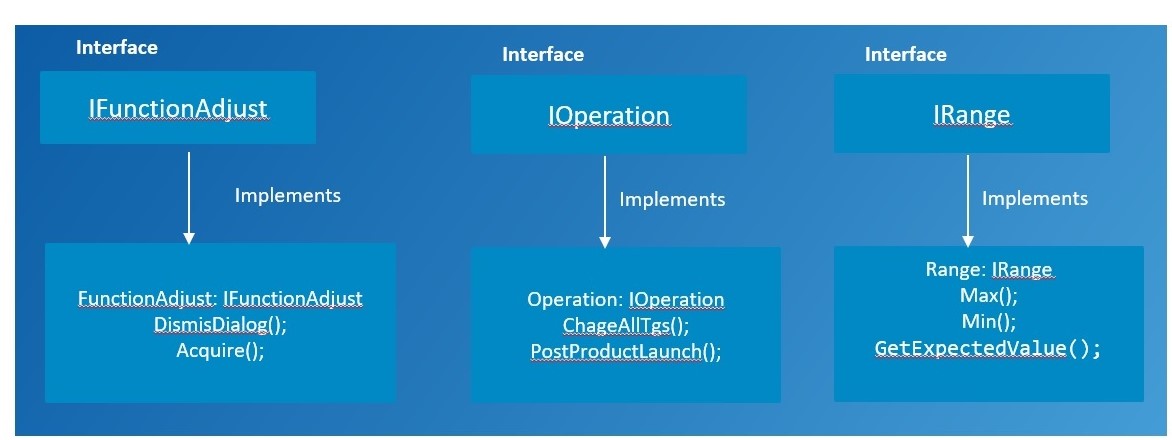 Interface
IFunctionAdjust
Implements
FunctionAdjust: IFunctionAdjust
DismisDialog();
Acquire();
Interface
IOperation
Implements
Operation: IOperation
ChageAllTgs();
PostProductLaunch();
Interface
IRange
Implements
Range: IRange
Max();
Min();
GetExpectedValue();